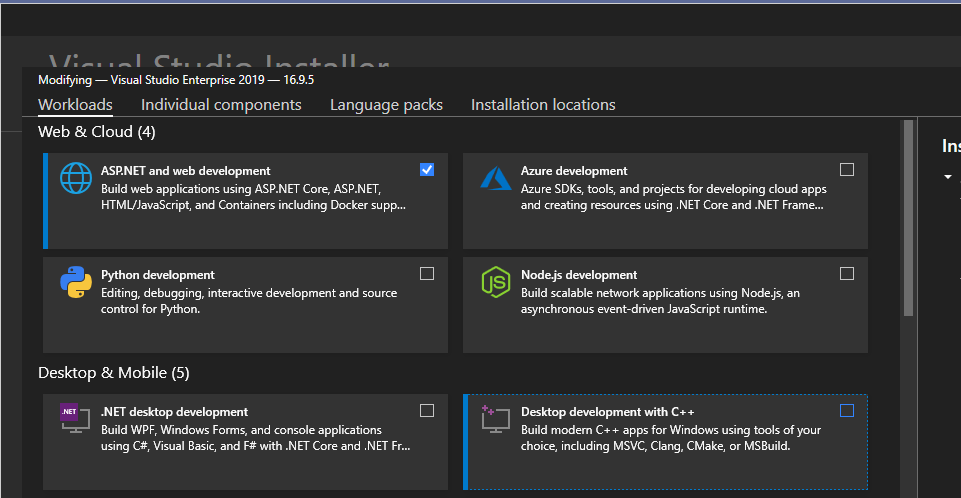 Visual Studio Installer
Modifying — Visual Studio Enterprise 2019 — 16.9.5
Workloads Individual components Language packs Installation locations
Web & Cloud (4)
Ins
ASP.NET and web development
Build web applications using ASP.NET Core, ASP.NET,
HTML/JavaScript, and Containers including Docker supp...
Azure development
Azure SDKs, tools, and projects for developing cloud apps
and creating resources using .NET Core and .NET Frame...
Python development
Editing, debugging, interactive development and source
control for Python.
JS
Node.js development
Build scalable network applications using Node.js, an
asynchronous event-driven JavaScript runtime.
Desktop & Mobile (5)
.NET
.NET desktop development
Build WPF, Windows Forms, and console applications
using C#, Visual Basic, and F# with .NET Core and .NET Fr...
Desktop development with C++
Build modern C++ apps for Windows using tools of your
choice, including MSVC, Clang, CMake, or MSBuild.